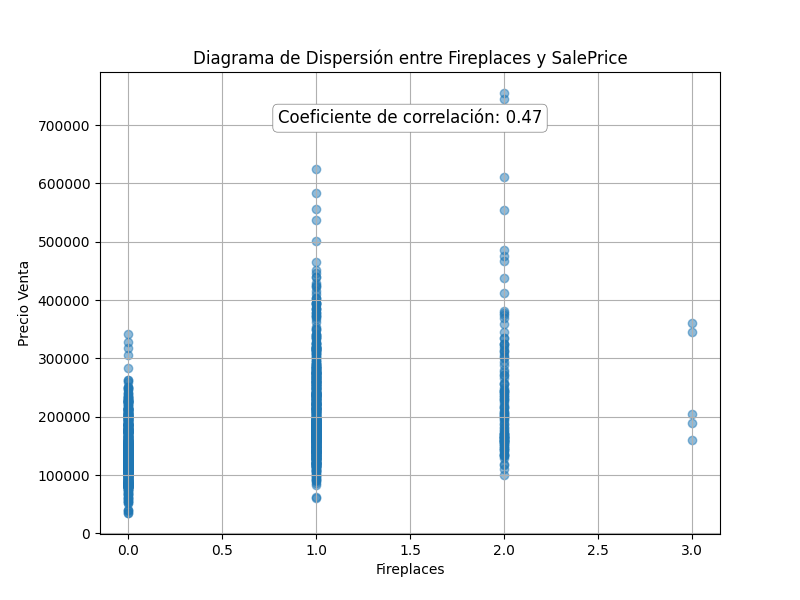 Diagrama de Dispersión entre Fireplaces y SalePrice
Coeficiente de correlación: 0.47
700000
600000
500000
400000
300000
200000
100000
0
Precio Venta
0.0 0.5 1.0 1.5 2.0 2.5 3.0
Fireplaces